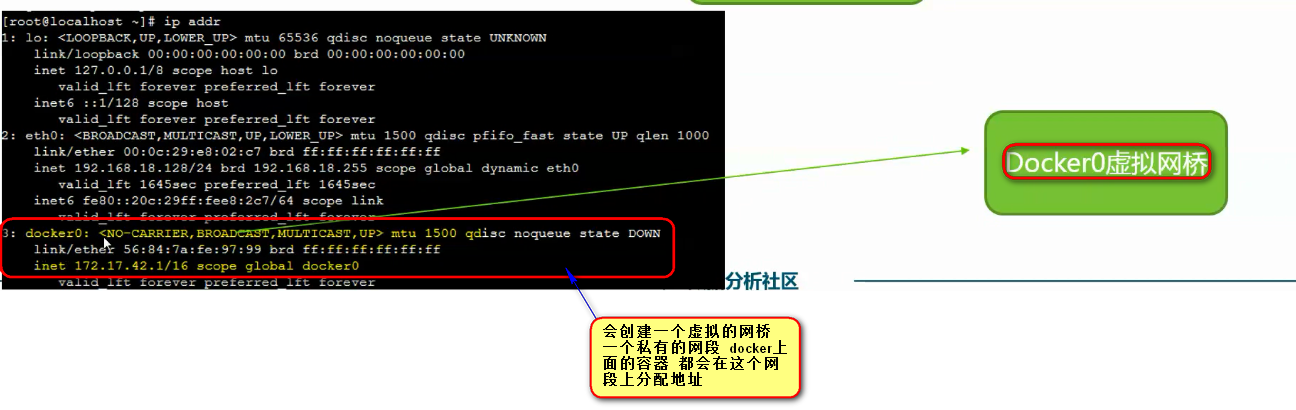 [root@localhost ~]# ip addr
1: lo: <LOOPBACK,UP,LOWER_UP> mtu 65536 qdisc noqueue state UNKNOWN
link/loopback 00:00:00:00:00:00 brd 00:00:00:00:00:00
inet 127.0.0.1/8 scope host lo
valid_lft forever preferred_lft forever
inet6 ::1/128 scope host
valid_lft forever preferred_lft forever
2: eth0: <BROADCAST,MULTICAST,UP,LOWER_UP> mtu 1500 qdisc pfifo_fast state UP qlen 1000
link/ether 00:0c:29:e8:02:c7 brd ff:ff:ff:ff:ff:ff
inet 192.168.18.128/24 brd 192.168.18.255 scope global dynamic eth0
valid_lft 1645sec preferred_lft 1645sec
inet6 fe80::20c:29ff:fee8:2c7/64 scope link
valid_lft forever preferred_lft forever
3: docker0: <NO-CARRIER,BROADCAST,MULTICAST,UP> mtu 1500 qdisc noqueue state DOWN
link/ether 56:84:7a:fe:97:99 brd ff:ff:ff:ff:ff:ff
inet 172.17.42.1/16 scope global docker0
valid_lft forever preferred_lft forever
Docker0虚拟网桥
分析社区
会创建一个虚拟的网桥
一个私有的网段 docker上
面的容器 都会在这个网
段上分配地址